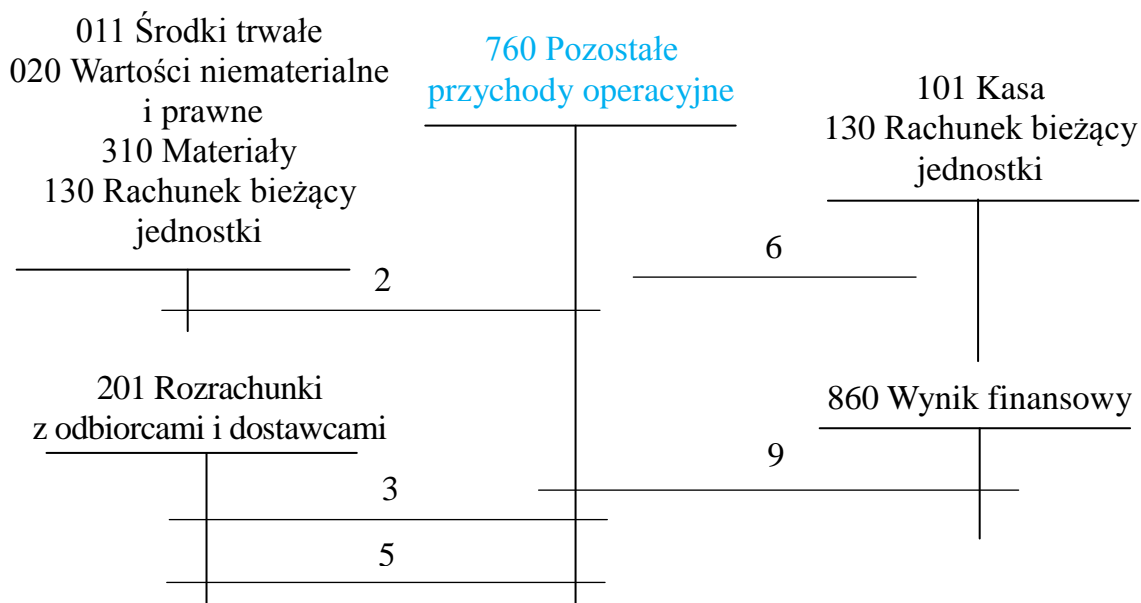 011 Środki trwałe
020 Wartości niematerialne
i prawne
310 Materiały
130 Rachunek bieżący
jednostki
760 Pozostałe
przychody operacyjne
101 Kasa
130 Rachunek bieżący
jednostki
2
6
201 Rozrachunki
z odbiorcami i dostawcami
860 Wynik finansowy
3
9
5